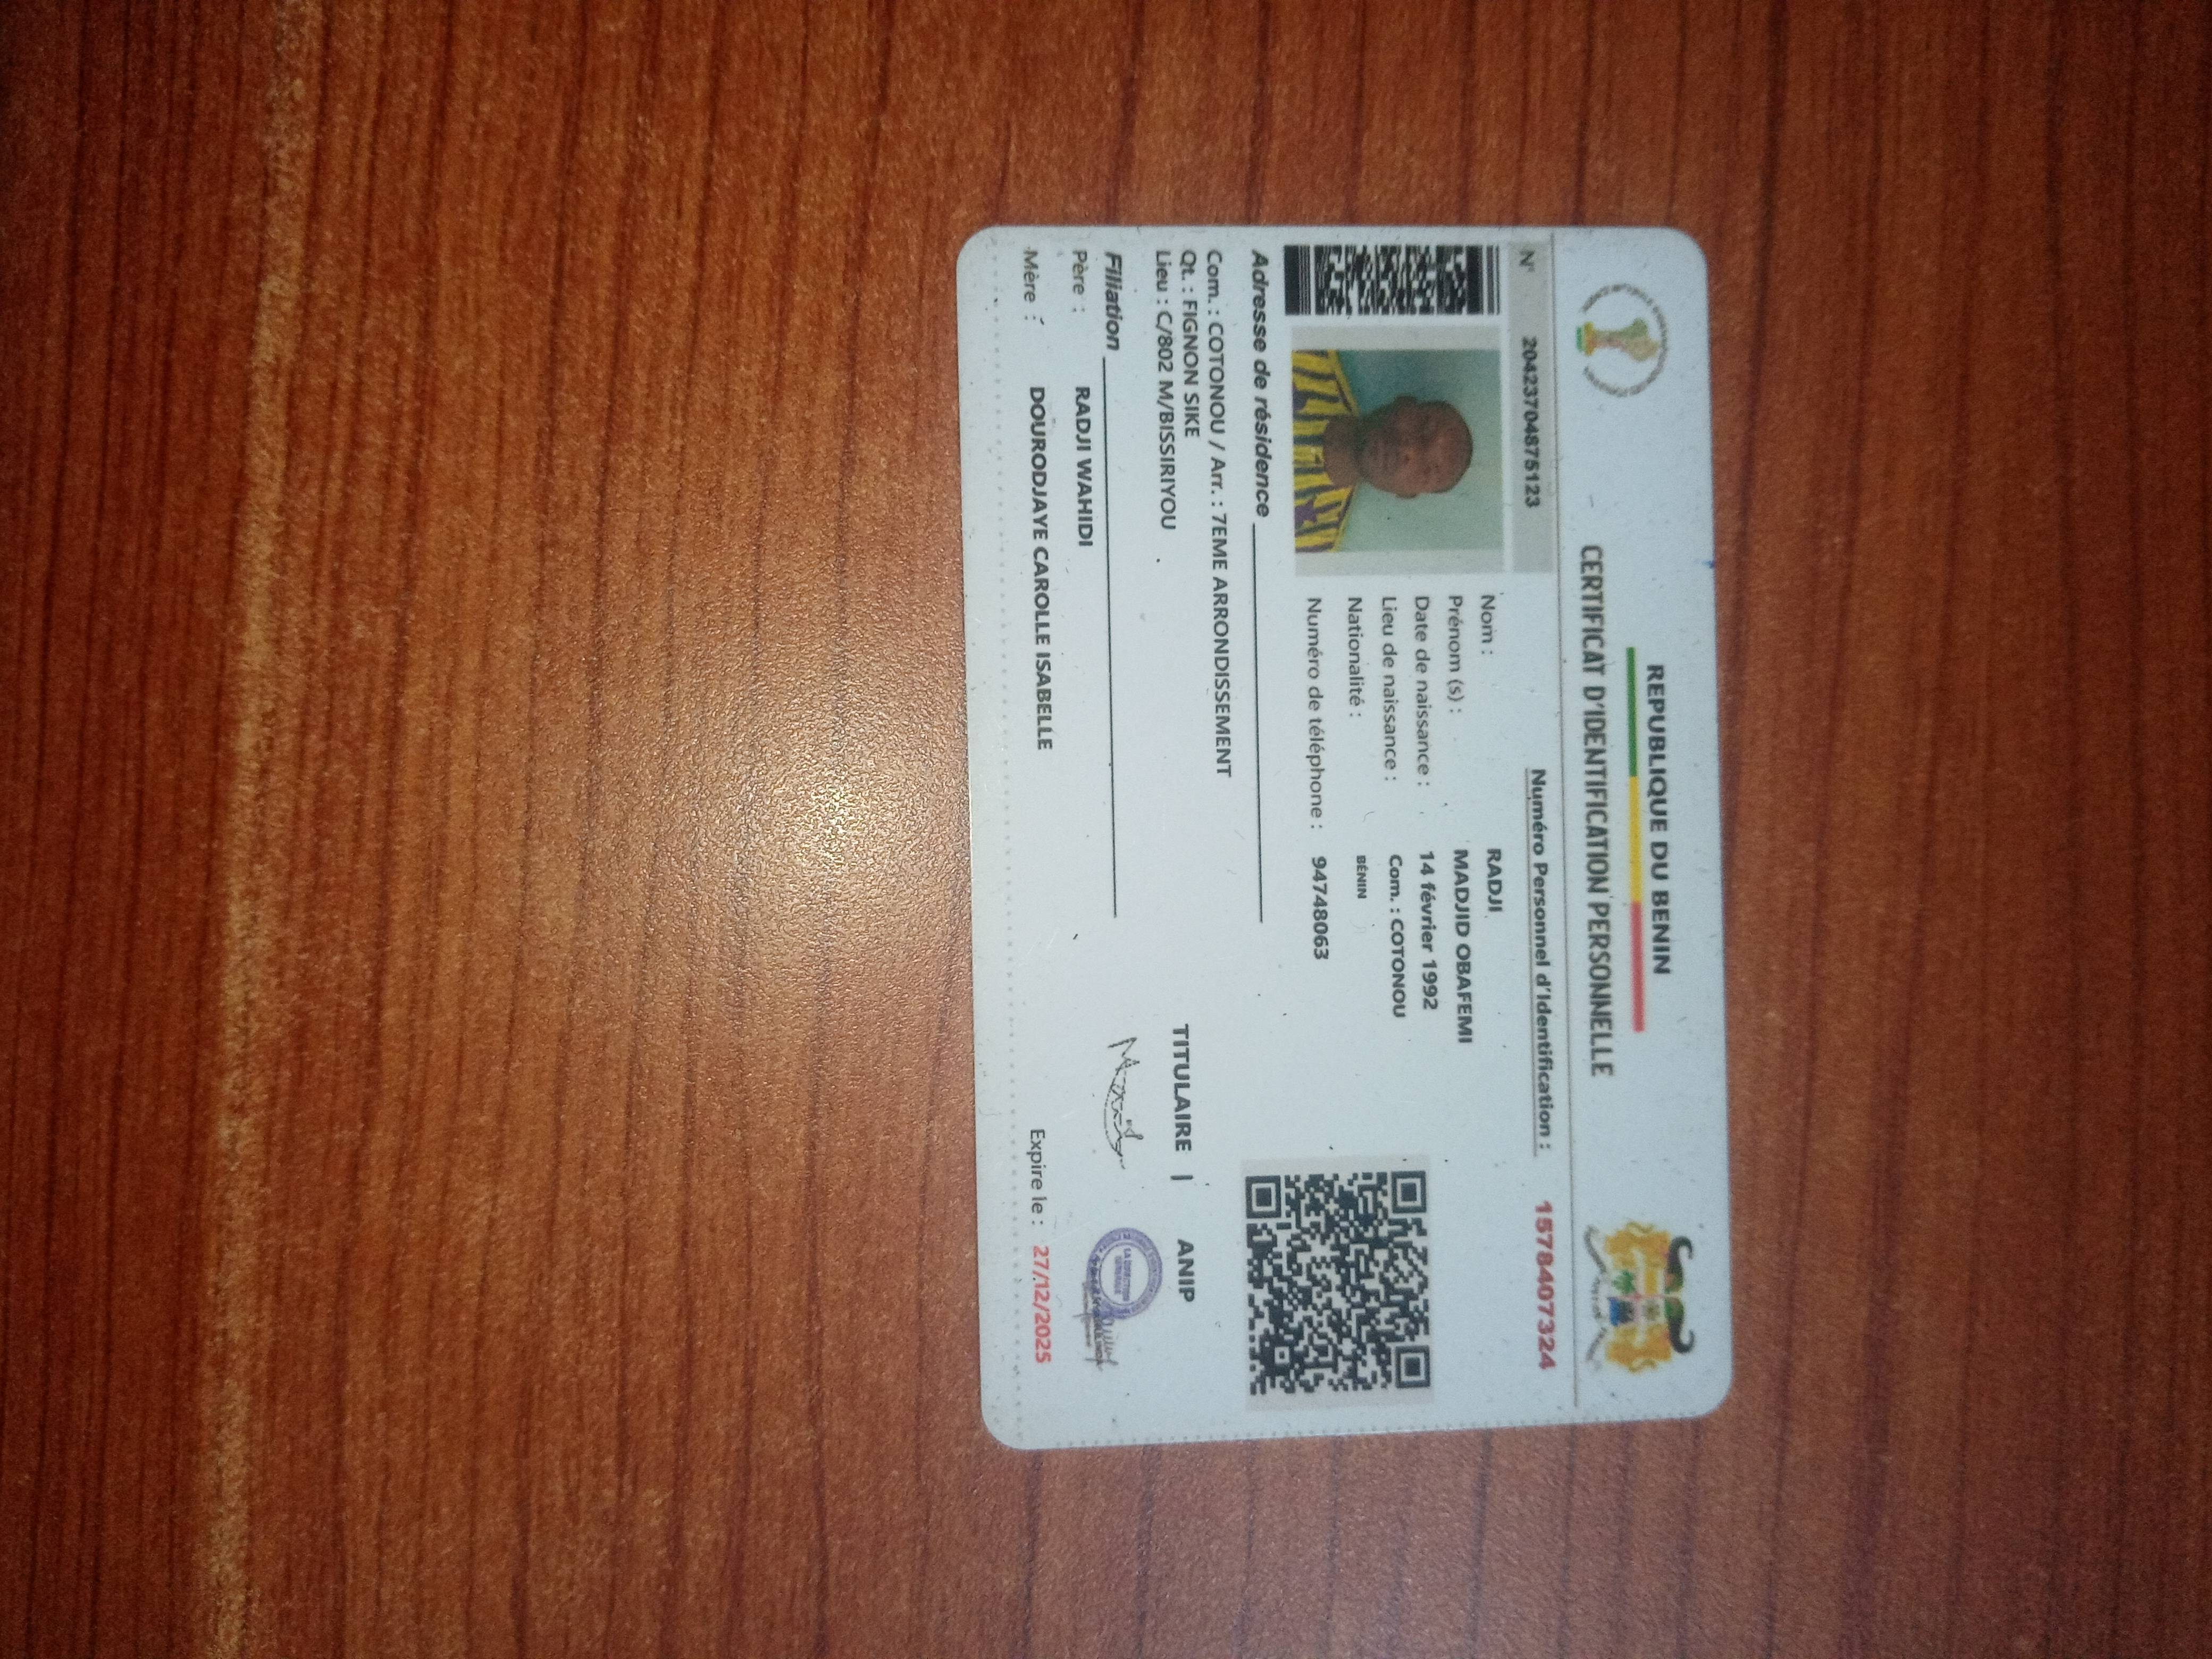 REPUBLIQUE DU BENIN
CERTIFICAT D'IDENTIFICATION PERSONNELLE
N° 20423704875123
Numéro Personnel d'Identification : 1578407324
Nom : RADJI
Prénom (s) : MADJID OBAFEMI
Date de naissance : 14 février 1992
Lieu de naissance : Com. : COTONOU
Nationalité : BÉNIN
Numéro de téléphone : 94748063
Adresse de résidence
Com. : COTONOU / Arr. : 7EME ARRONDISSEMENT
Qt. : FIGNON SIKE
Lieu : C/802 M/BISSIRIYOU
TITULAIRE | ANIP
Filiation
Père : RADJI WAHIDI
Mère : DOURODJAYE CAROLLE ISABELLE
Expire le : 27/12/2025